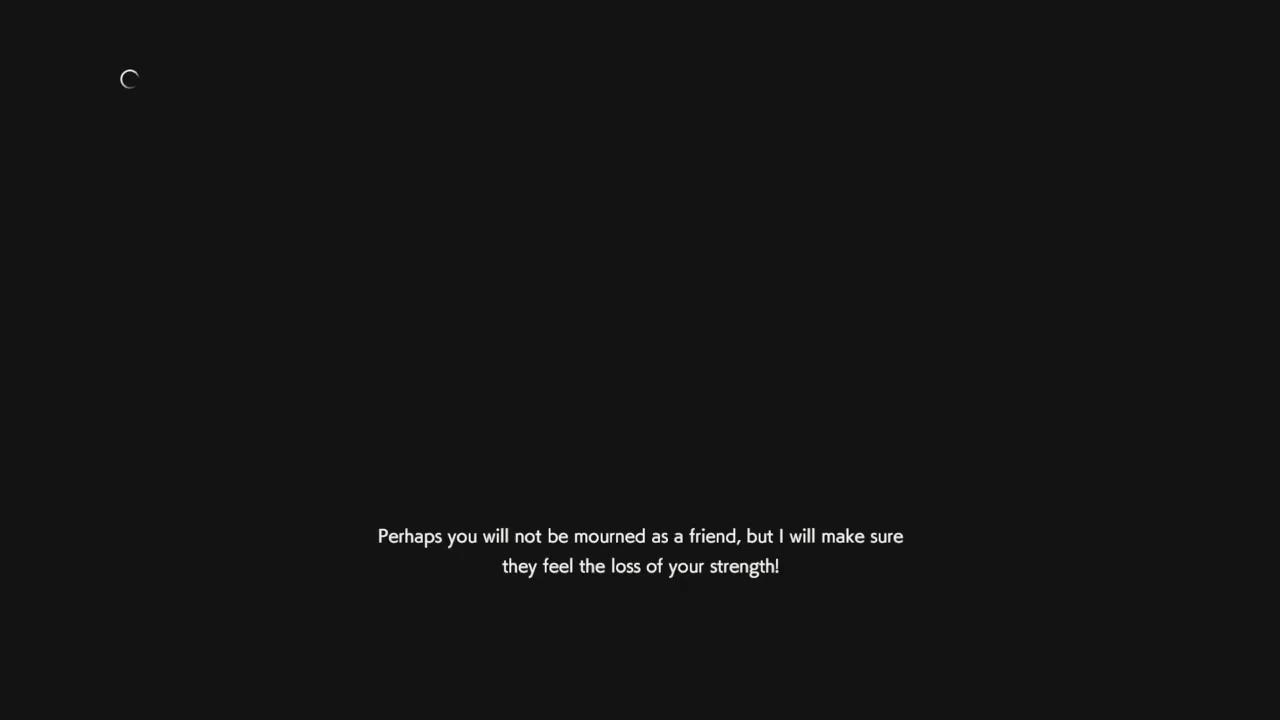 Perhaps you will not be mourned as a friend, but I will make sure
they feel the loss of your strength!